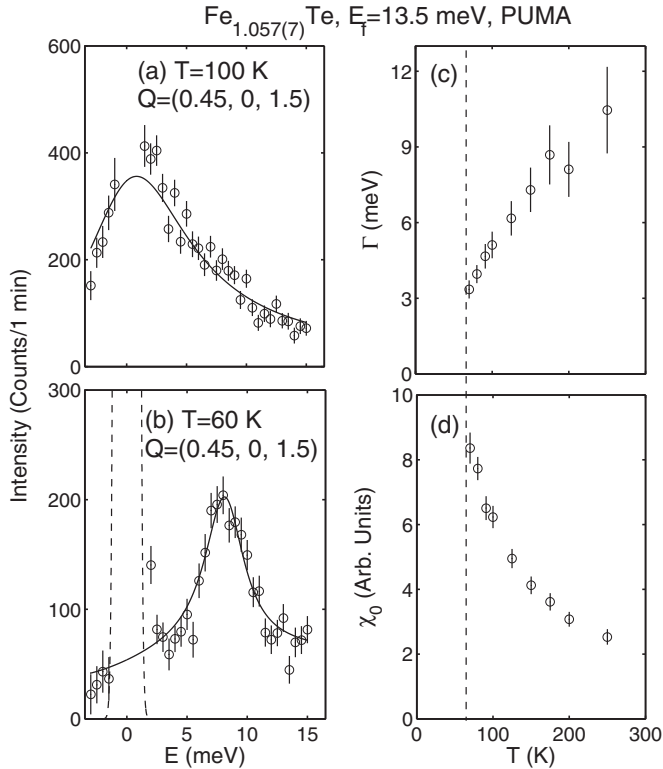 Fe1.057(7)Te, Ef=13.5 meV, PUMA
(a) T=100 K
Q=(0.45, 0, 1.5)
600
400
200
0
(b) T=60 K
Q=(0.45, 0, 1.5)
300
200
100
0
0 5 10 15
E (meV)
Intensity (Counts/1 min)
(c)
12
9
6
3
0
Γ (meV)
(d)
10
8
6
4
2
0
χ0 (Arb. Units)
0 100 200 300
T (K)